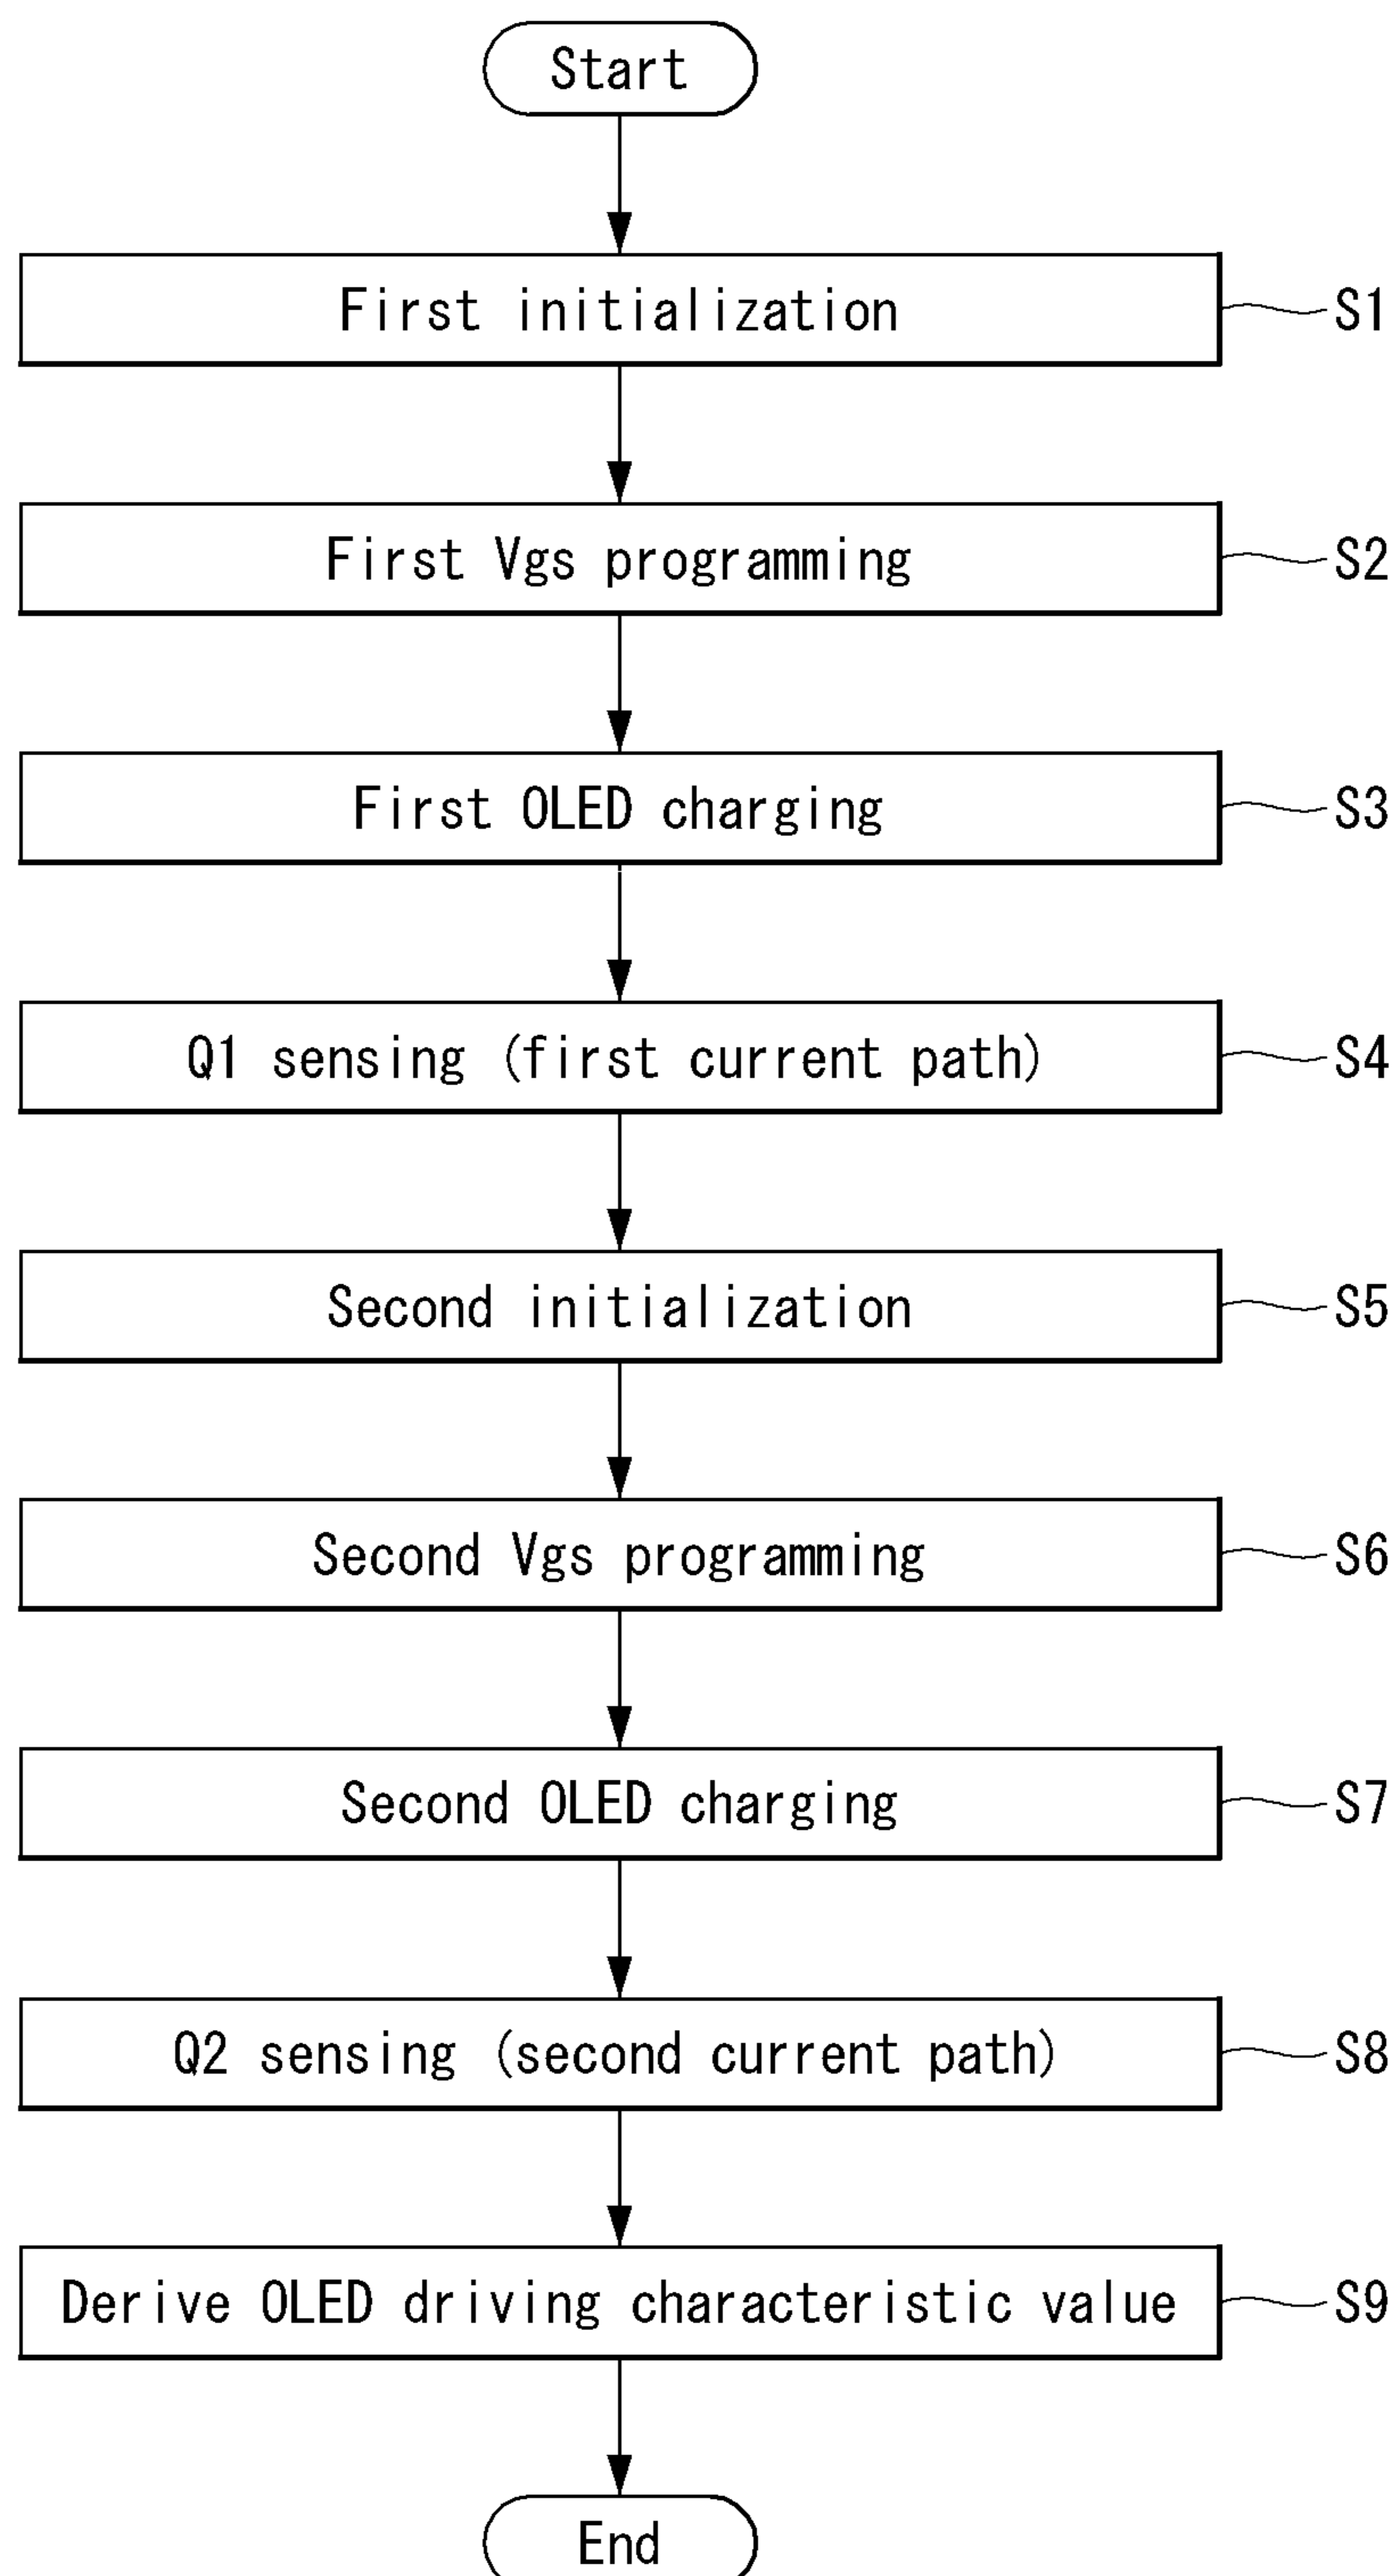 Start
First initialization S1
First Vgs programming S2
First OLED charging S3
Q1 sensing (first current path) S4
Second initialization S5
Second Vgs programming S6
Second OLED charging S7
Q2 sensing (second current path) S8
Derive OLED driving characteristic value S9
End